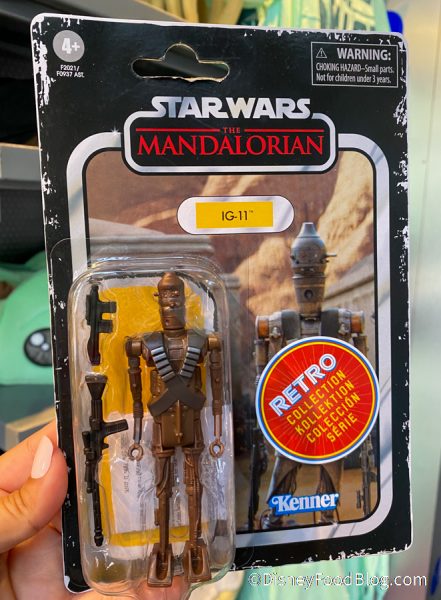 4+
F2021/
F0937 AST.
WARNING:
CHOKING HAZARD–Small parts.
Not for children under 3 years.
STAR WARS
THE
MANDALORIAN
IG-11™
RETRO
COLLECTION
KOLLEKTION
COLECCIÓN
SÉRIE
Kenner
©DisneyFoodBlog.com